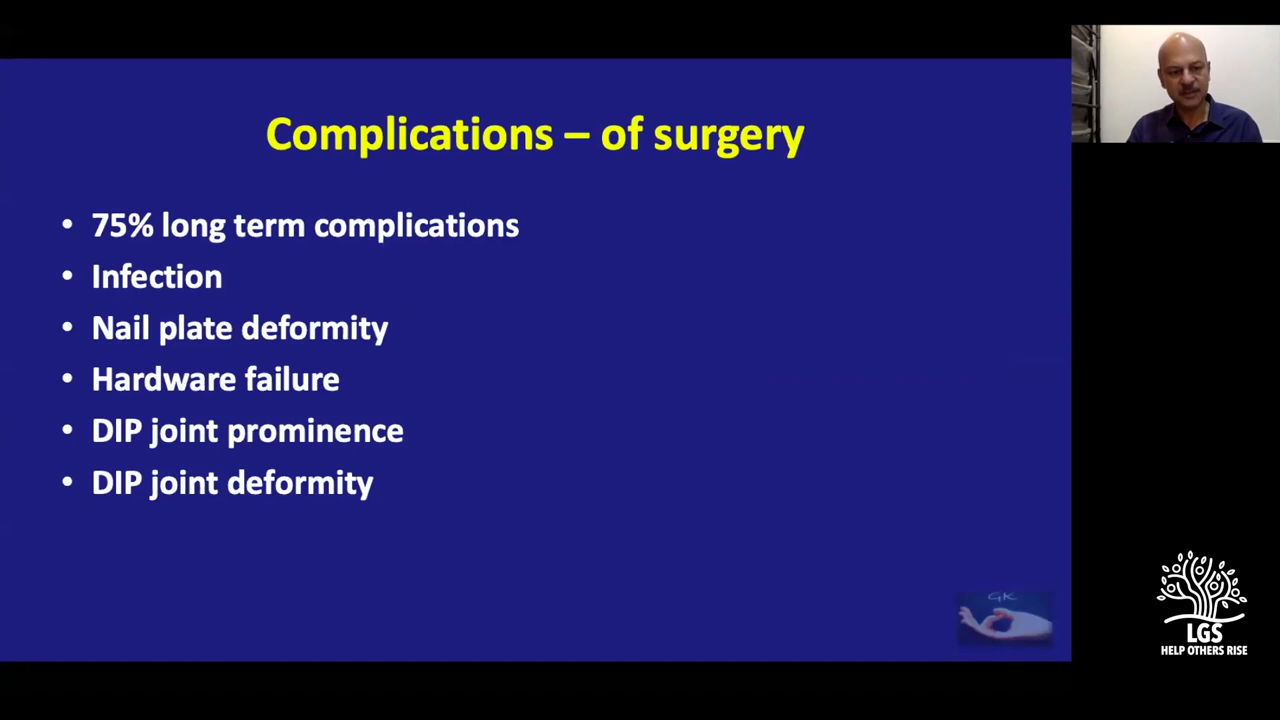 Complications – of surgery
• 75% long term complications
• Infection
• Nail plate deformity
• Hardware failure
• DIP joint prominence
• DIP joint deformity
GK
LGS
HELP OTHERS RISE